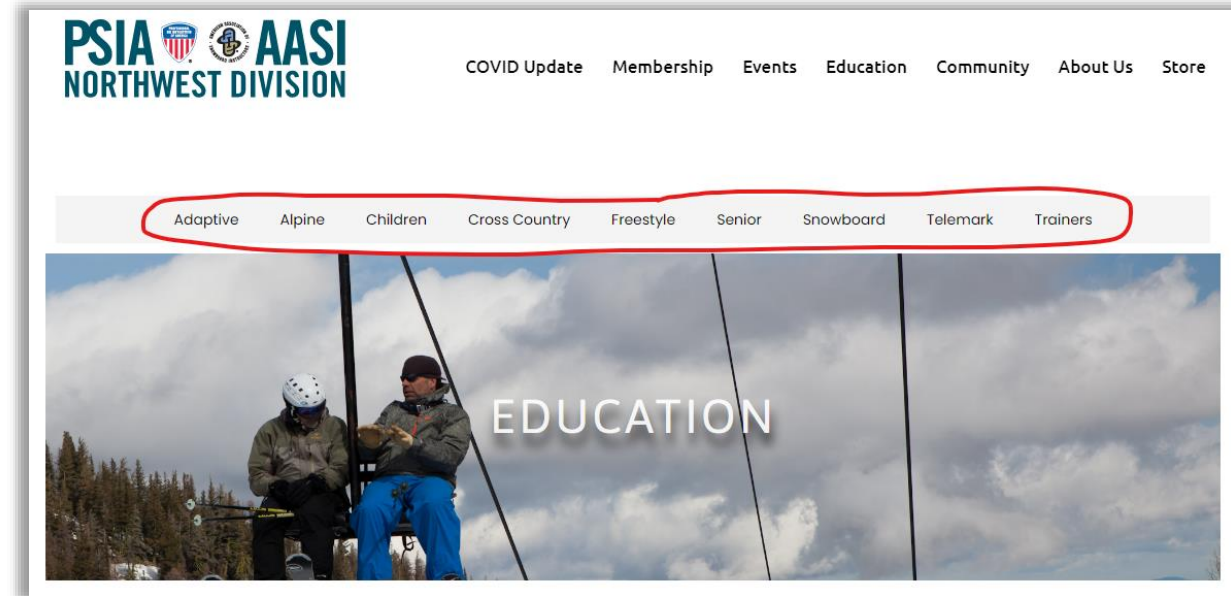 PSIA AASI
NORTHWEST DIVISION
COVID Update Membership Events Education Community About Us Store
Adaptive Alpine Children Cross Country Freestyle Senior Snowboard Telemark Trainers
EDUCATION